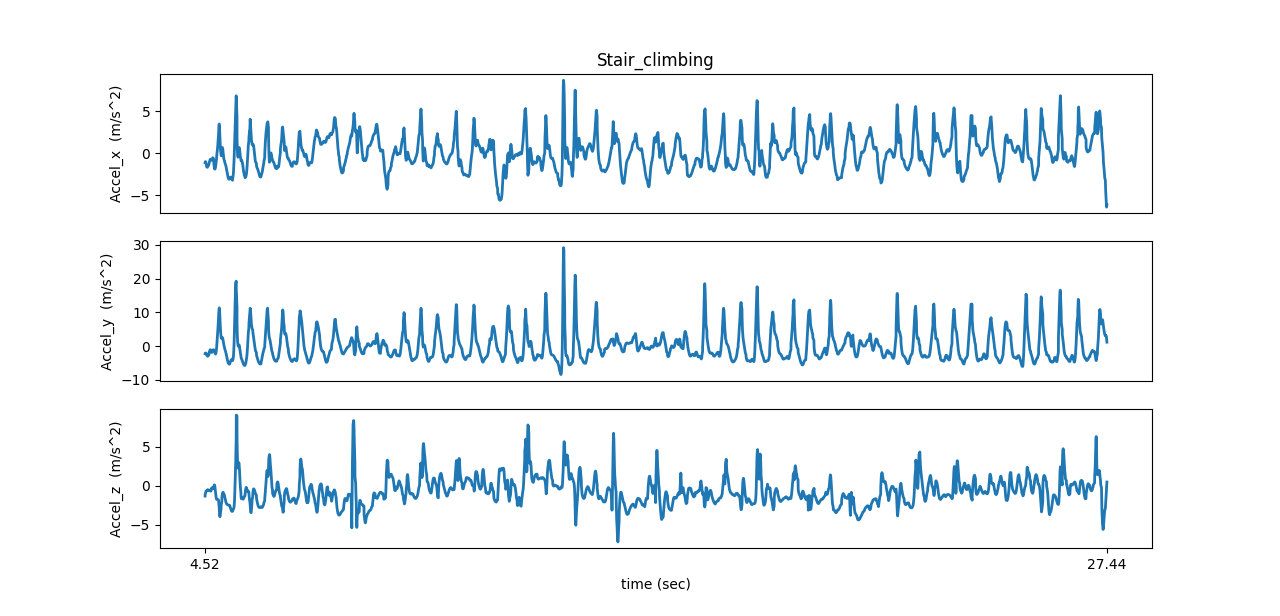 Stair_climbing
Accel_x (m/s^2)
5
0
−5
Accel_y (m/s^2)
30
20
10
0
−10
Accel_z (m/s^2)
5
0
−5
4.52
27.44
time (sec)